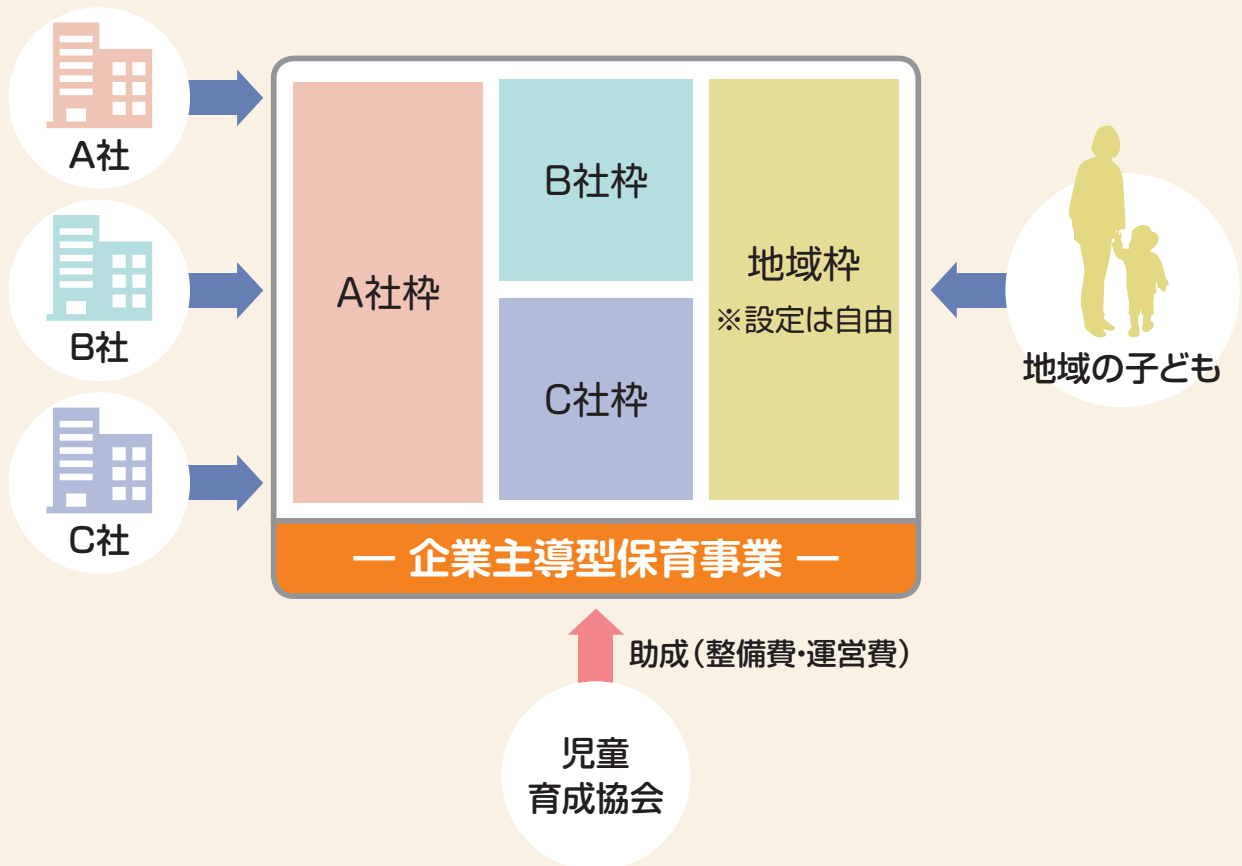 A社
B社
C社
A社枠
B社枠
C社枠
地域枠
※設定は自由
地域の子ども
― 企業主導型保育事業 ―
助成（整備費・運営費）
児童
育成協会